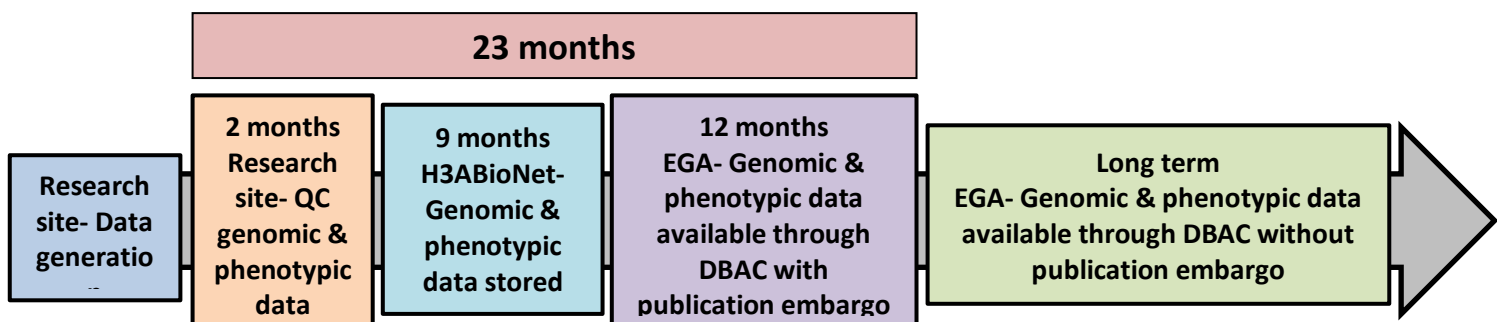 23 months
Research
site- Data
generatio
2 months
Research
site- QC
genomic &
phenotypic
data
9 months
H3ABioNet-
Genomic &
phenotypic
data stored
12 months
EGA- Genomic &
phenotypic data
available through
DBAC with
publication embargo
Long term
EGA- Genomic & phenotypic data
available through DBAC without
publication embargo